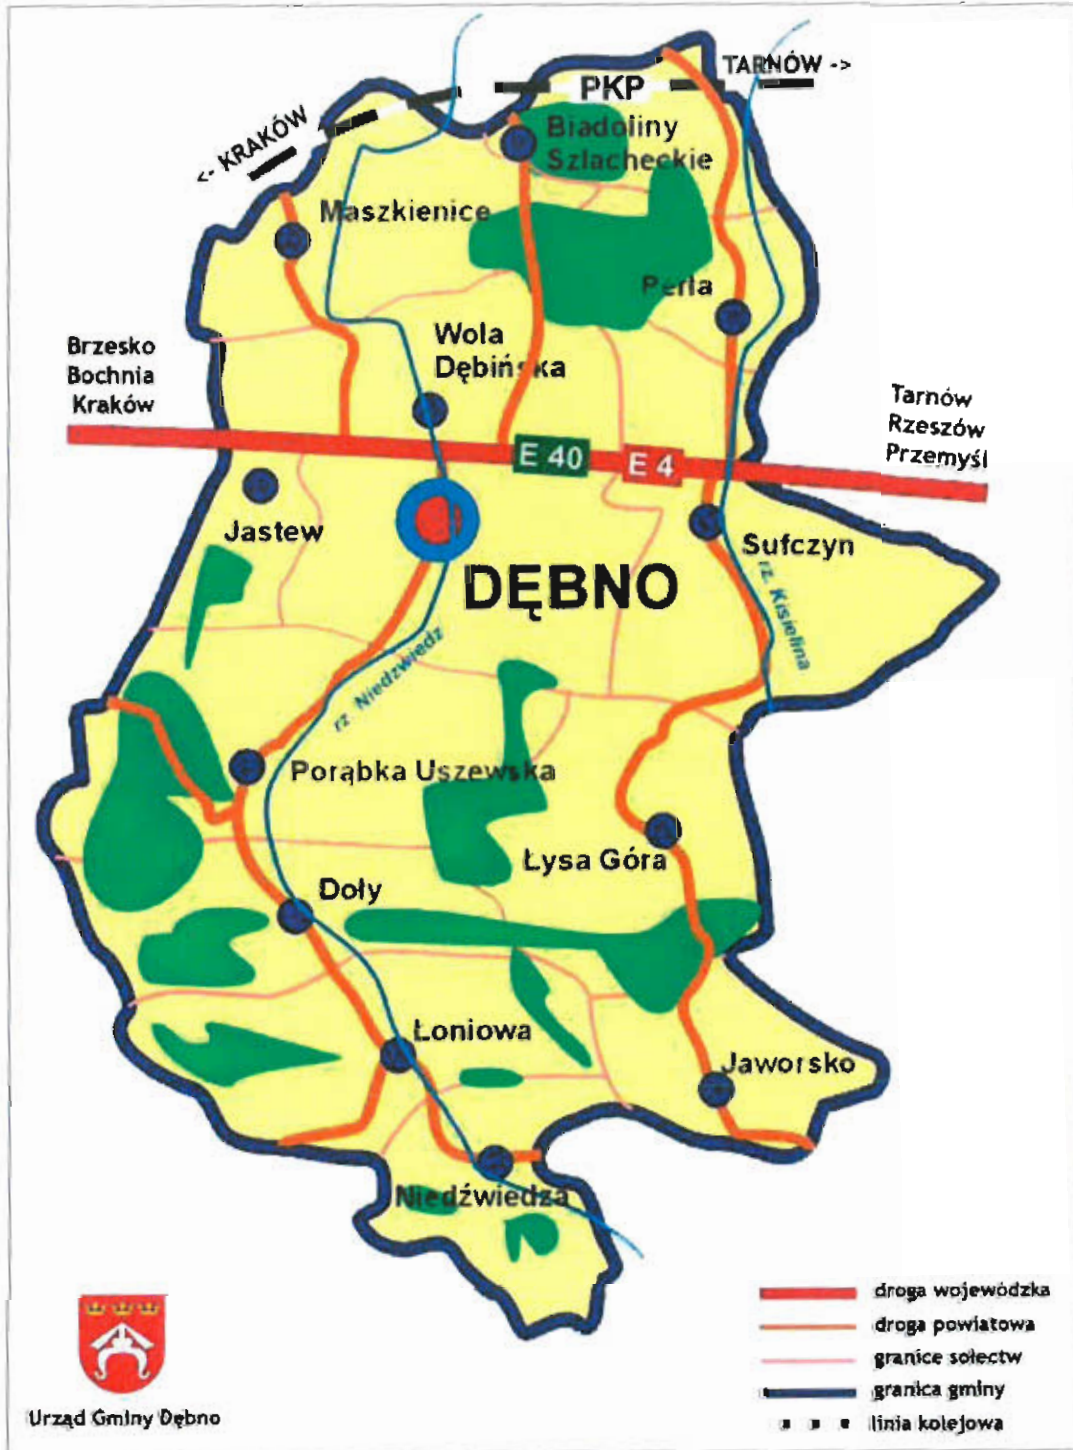 TARNÓW ->
PKP
<- KRAKÓW
Biadoliny
Szlacheckie
Maszkienice
Perła
Wola
Dębińska
Brzesko
Bochnia
Kraków
Tarnów
Rzeszów
Przemyśl
E 40
E 4
Jastew
Sufczyn
DĘBNO
rz. Kisielina
rz. Niedzwiedz
Porąbka Uszewska
Łysa Góra
Doły
Łoniowa
Jaworsko
Niedźwiedza
droga wojewódzka
droga powiatowa
granice sołectw
granica gminy
linia kolejowa
Urząd Gminy Dębno